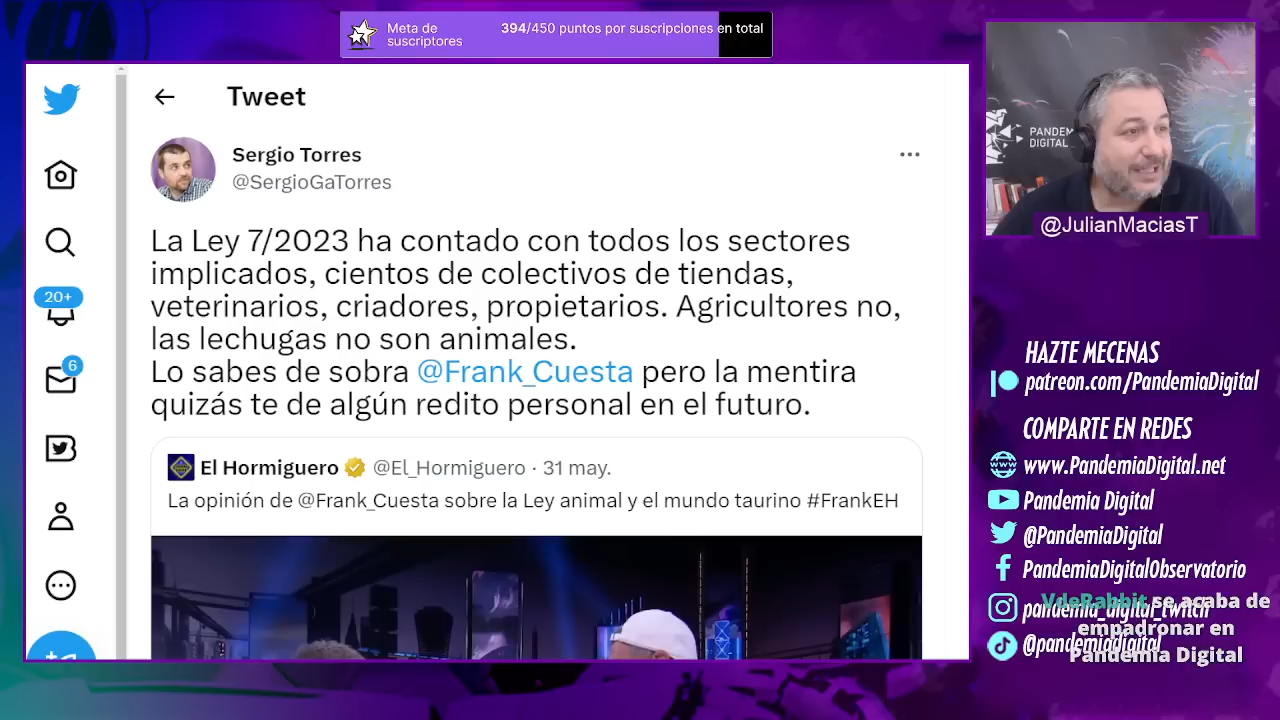 Meta de
suscriptores
394/450 puntos por suscripciones en total
Tweet
Sergio Torres
@SergioGaTorres
La Ley 7/2023 ha contado con todos los sectores
implicados, cientos de colectivos de tiendas,
veterinarios, criadores, propietarios. Agricultores no,
las lechugas no son animales.
Lo sabes de sobra @Frank_Cuesta pero la mentira
quizás te de algún redito personal en el futuro.
El Hormiguero @El_Hormiguero · 31 may.
La opinión de @Frank_Cuesta sobre la Ley animal y el mundo taurino #FrankEH
20+
6
PANDEM
DIGITAL
@JulianMaciasT
HAZTE MECENAS
patreon.com/PandemiaDigital
COMPARTE EN REDES
www.PandemiaDigital.net
Pandemia Digital
@PandemiaDigital
PandemiaDigitalObservatorio
pandemia_digital_twitch
@pandemiadigital
VdeRabbit se acaba de
empadronar en
Pandemia Digital